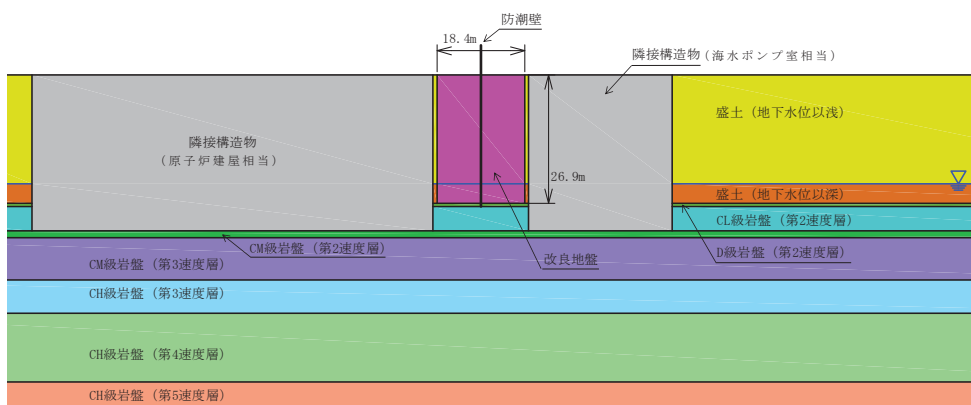 防潮壁
18.4m
隣接構造物(海水ポンプ室相当)
盛土(地下水位以浅)
隣接構造物
(原子炉建屋相当)
26.9m
盛土(地下水位以深)
CL級岩盤(第2速度層)
CM級岩盤(第2速度層)
D級岩盤(第2速度層)
改良地盤
CM級岩盤(第3速度層)
CH級岩盤(第3速度層)
CH級岩盤(第4速度層)
CH級岩盤(第5速度層)